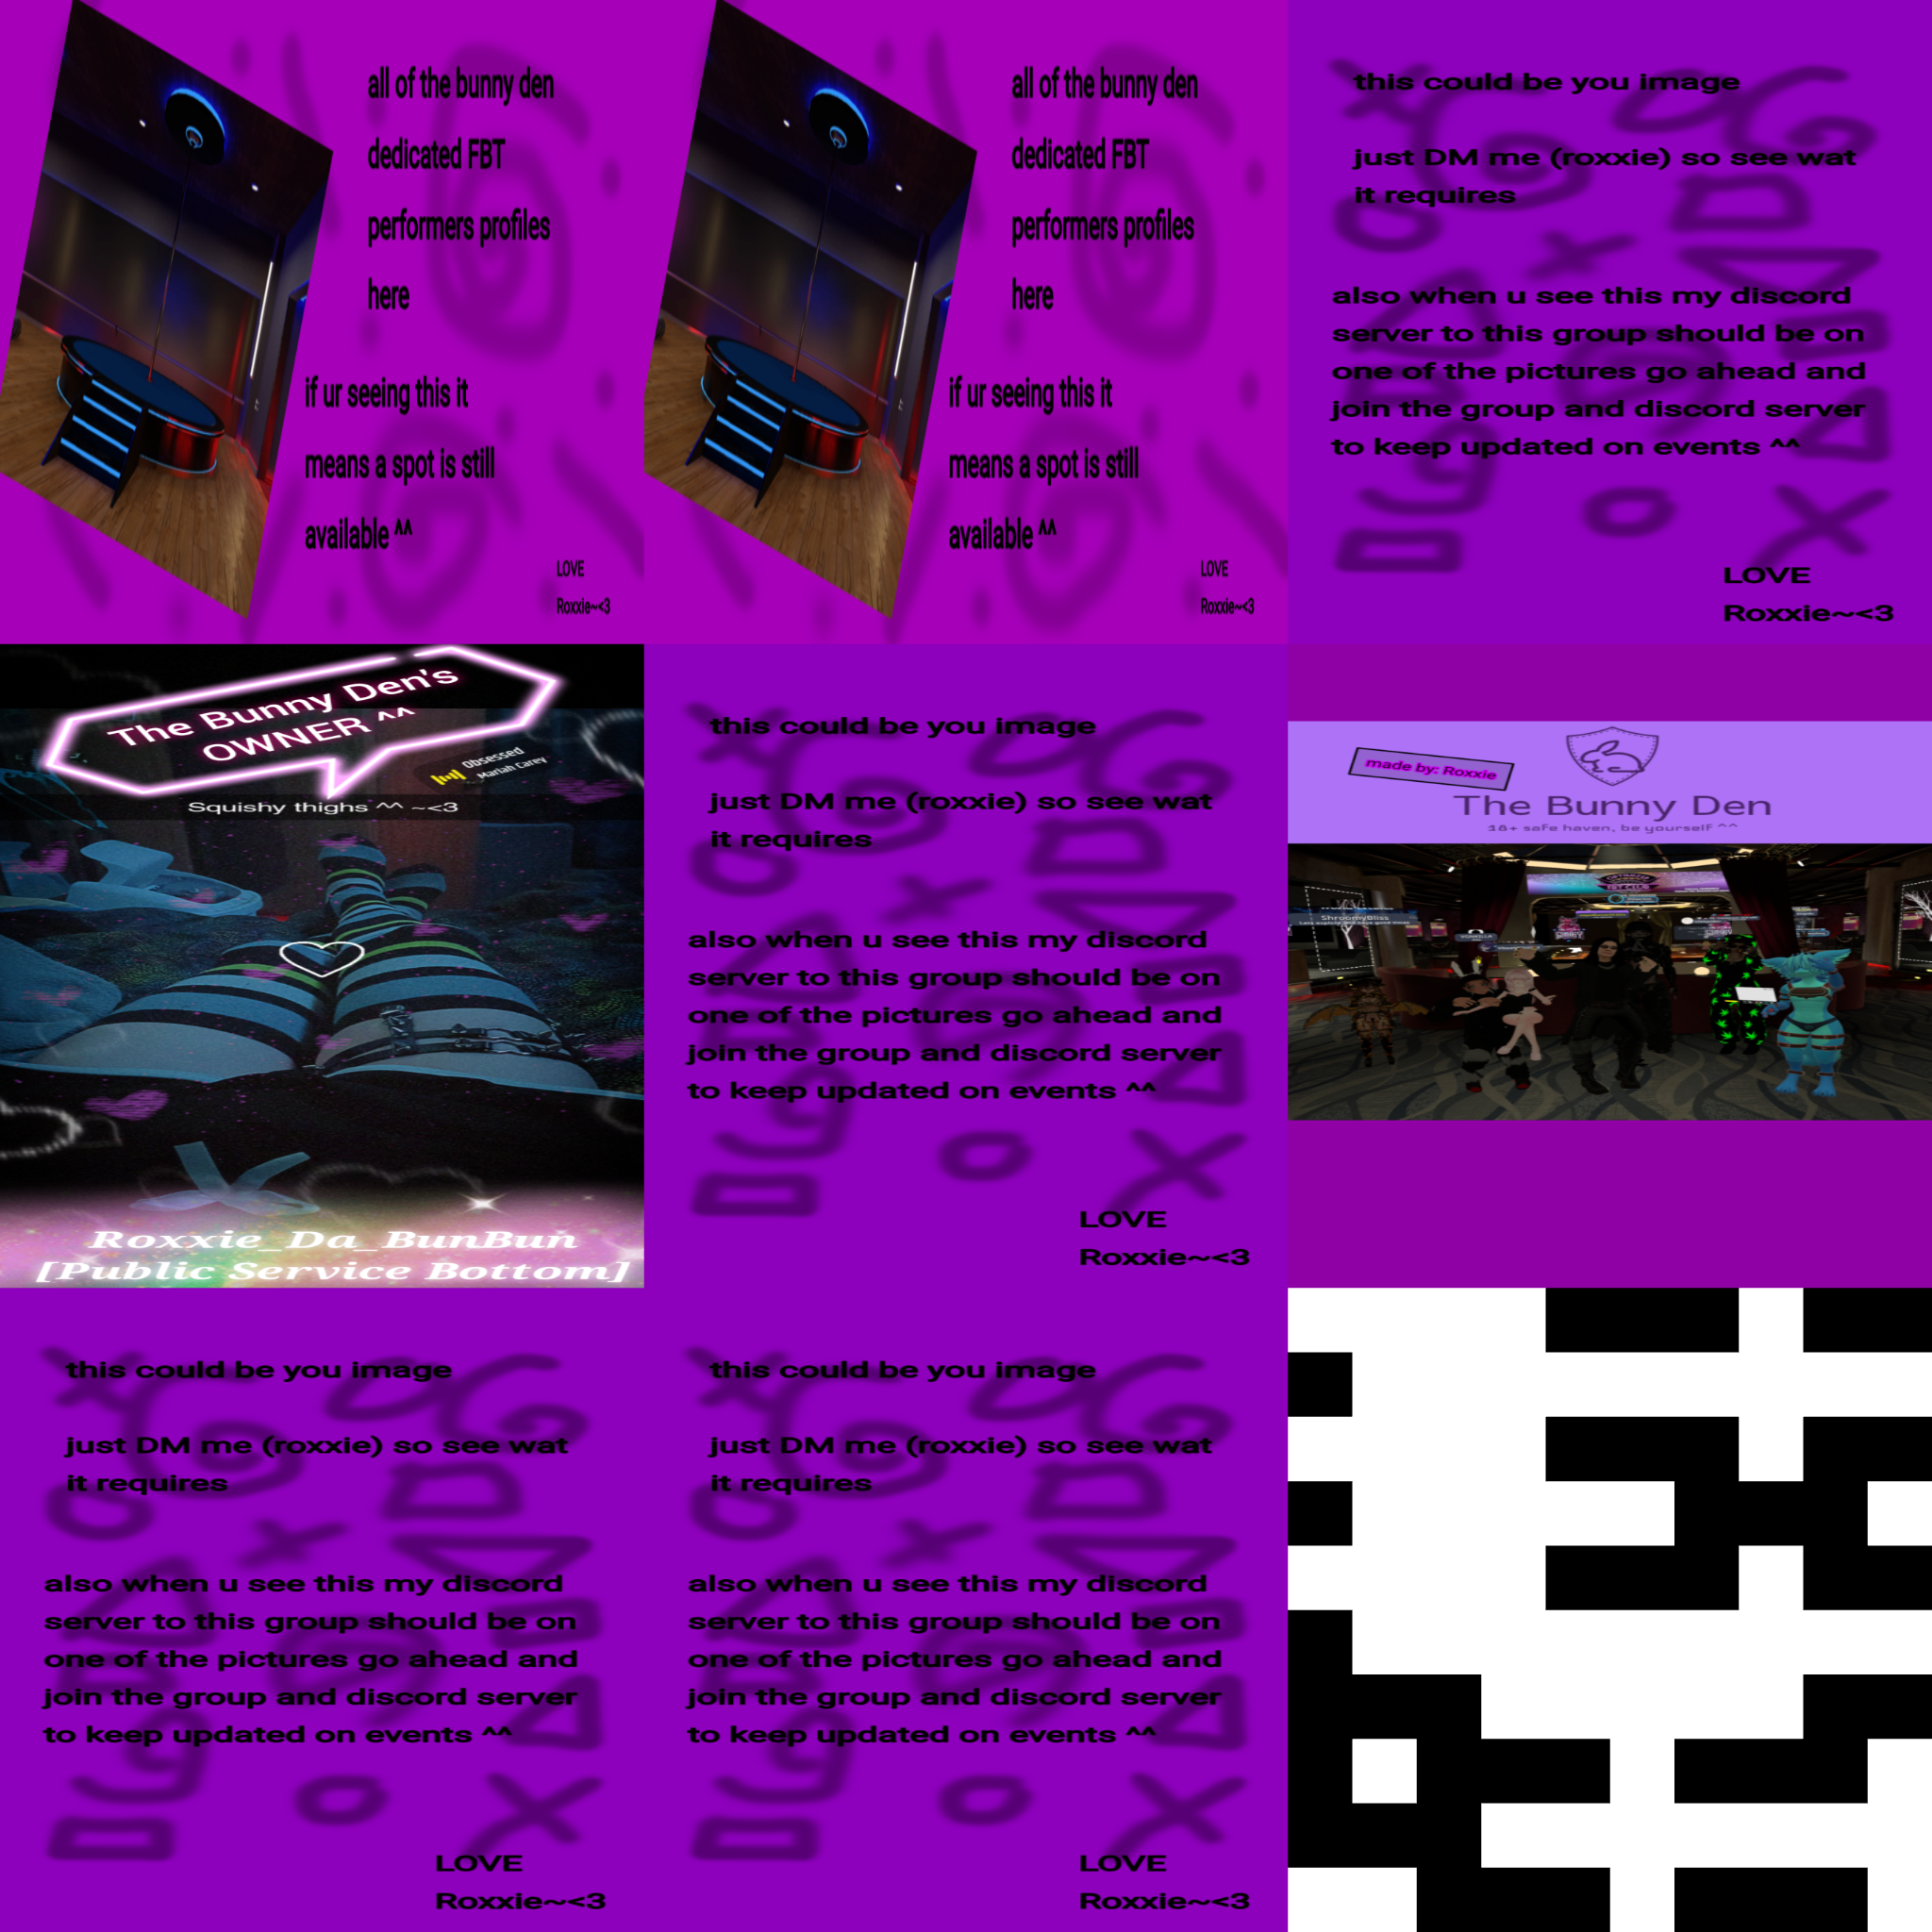 all of the bunny den
dedicated FBT
performers profiles
here
if ur seeing this it
means a spot is still
available ^^
LOVE
Roxxie~<3
all of the bunny den
dedicated FBT
performers profiles
here
if ur seeing this it
means a spot is still
available ^^
LOVE
Roxxie~<3
this could be you image
just DM me (roxxie) so see wat
it requires
also when u see this my discord
server to this group should be on
one of the pictures go ahead and
join the group and discord server
to keep updated on events ^^
LOVE
Roxxie~<3
The Bunny Den's
OWNER ^^
Obsessed
Mariah Carey
Squishy thighs ^^ ~<3
Roxxie_Da_BunBun
[Public Service Bottom]
this could be you image
just DM me (roxxie) so see wat
it requires
also when u see this my discord
server to this group should be on
one of the pictures go ahead and
join the group and discord server
to keep updated on events ^^
LOVE
Roxxie~<3
made by: Roxxie
The Bunny Den
18+ safe haven, be yourself ^^
ShroomyBliss
this could be you image
just DM me (roxxie) so see wat
it requires
also when u see this my discord
server to this group should be on
one of the pictures go ahead and
join the group and discord server
to keep updated on events ^^
LOVE
Roxxie~<3
this could be you image
just DM me (roxxie) so see wat
it requires
also when u see this my discord
server to this group should be on
one of the pictures go ahead and
join the group and discord server
to keep updated on events ^^
LOVE
Roxxie~<3